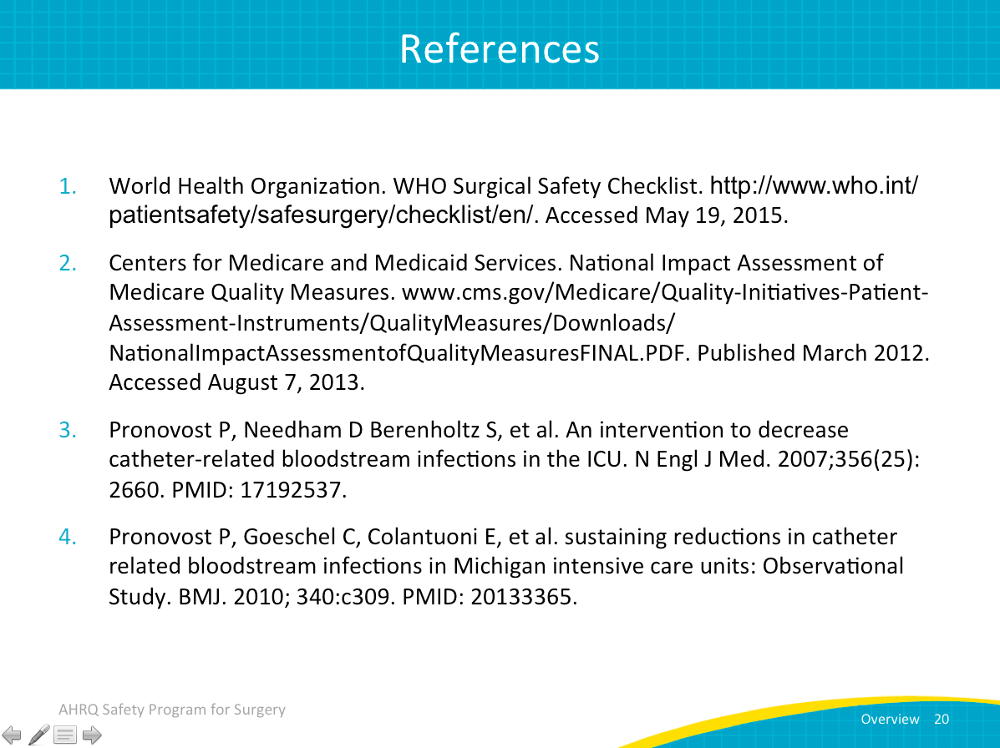 References
1. World Health Organization. WHO Surgical Safety Checklist. http://www.who.int/
patientsafety/safesurgery/checklist/en/. Accessed May 19, 2015.
2. Centers for Medicare and Medicaid Services. National Impact Assessment of
Medicare Quality Measures. www.cms.gov/Medicare/Quality-Initiatives-Patient-
Assessment-Instruments/QualityMeasures/Downloads/
NationalImpactAssessmentofQualityMeasuresFINAL.PDF. Published March 2012.
Accessed August 7, 2013.
3. Pronovost P, Needham D Berenholtz S, et al. An intervention to decrease
catheter-related bloodstream infections in the ICU. N Engl J Med. 2007;356(25):
2660. PMID: 17192537.
4. Pronovost P, Goeschel C, Colantuoni E, et al. sustaining reductions in catheter
related bloodstream infections in Michigan intensive care units: Observational
Study. BMJ. 2010; 340:c309. PMID: 20133365.
AHRQ Safety Program for Surgery
Overview 20